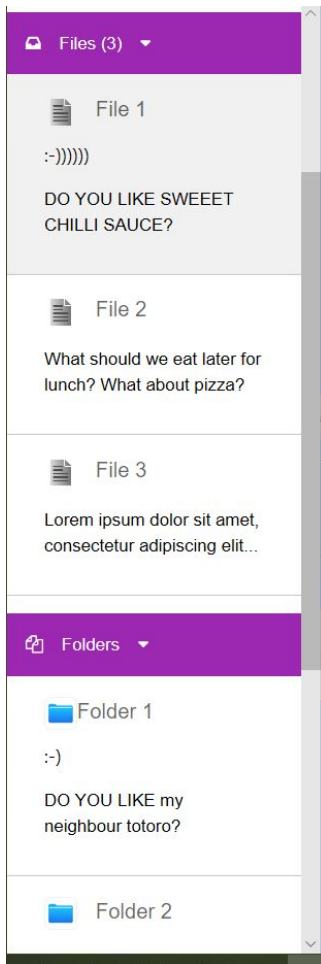 Files (3)
File 1
:-))))))
DO YOU LIKE SWEEET
CHILLI SAUCE?
File 2
What should we eat later for
lunch? What about pizza?
File 3
Lorem ipsum dolor sit amet,
consectetur adipiscing elit...
Folders
Folder 1
:-)
DO YOU LIKE my
neighbour totoro?
Folder 2